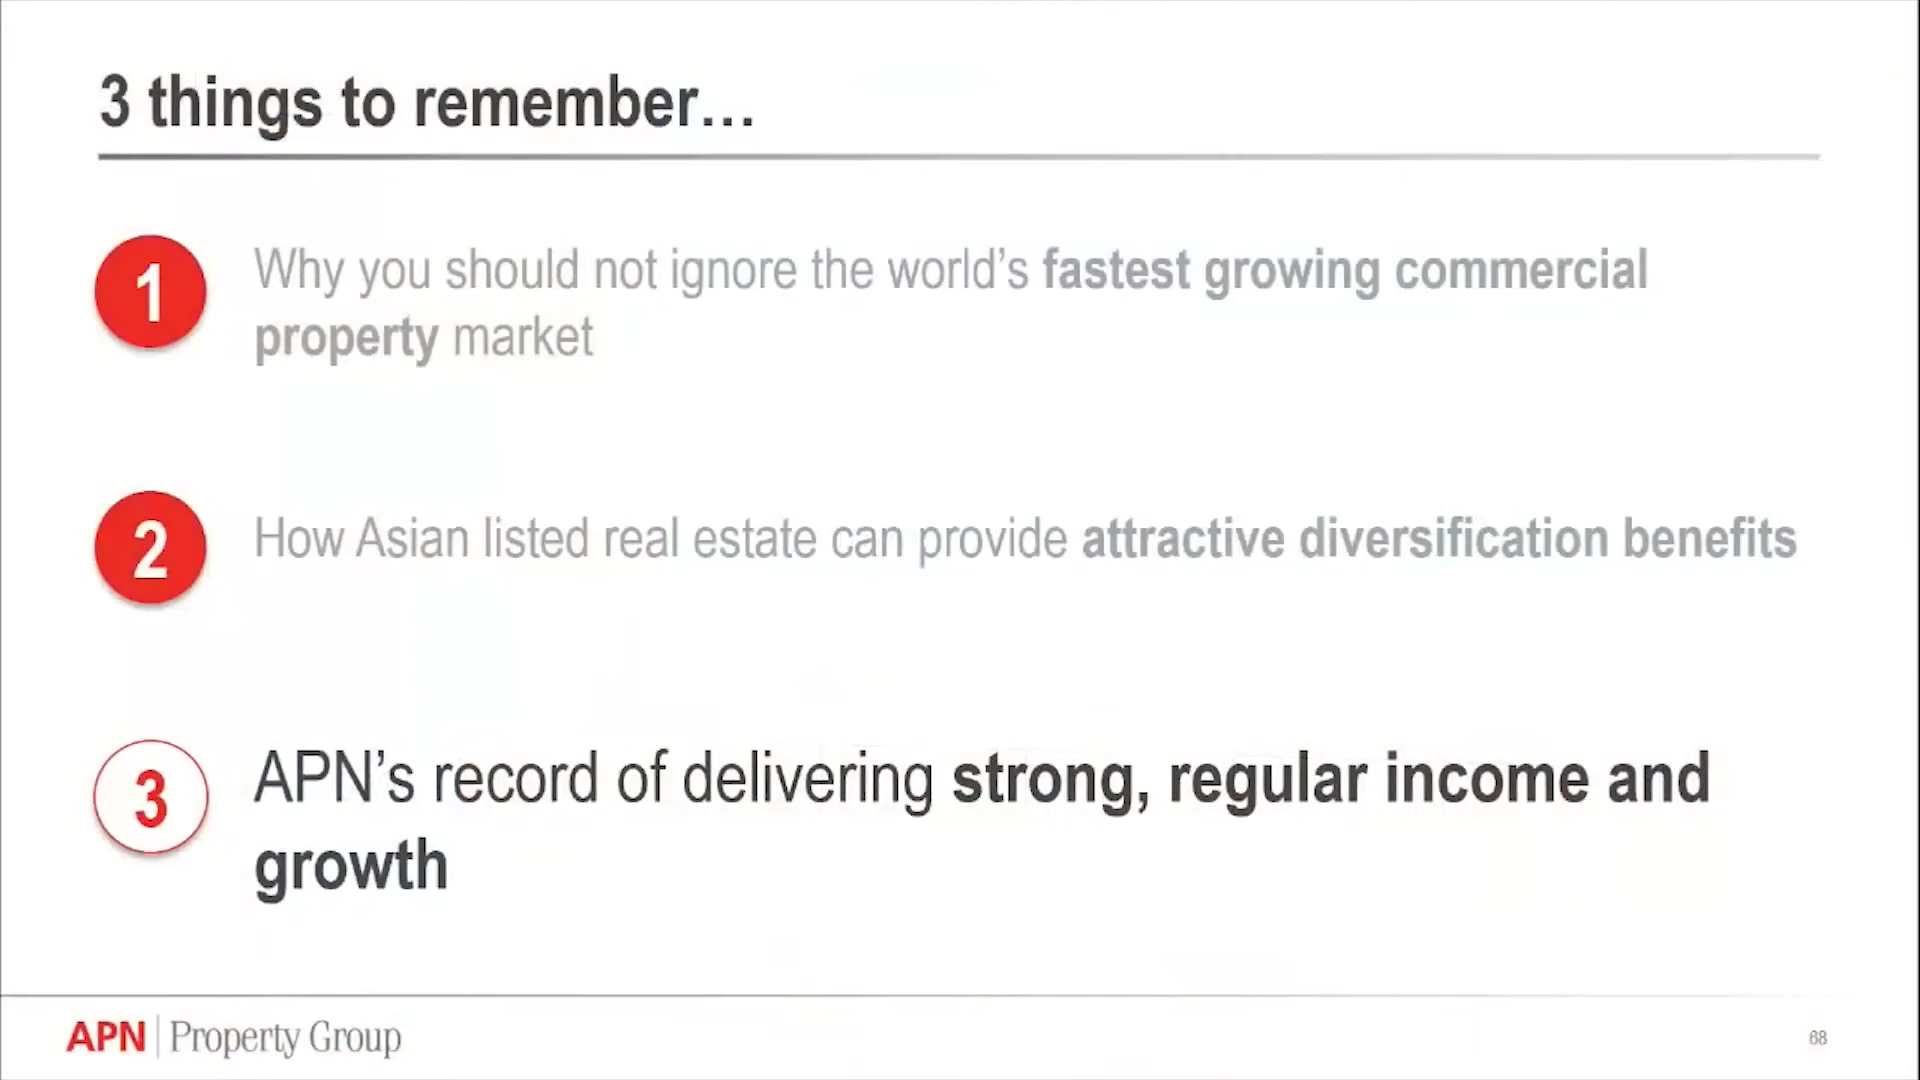 3 things to remember…
1
Why you should not ignore the world’s fastest growing commercial
property market
2
How Asian listed real estate can provide attractive diversification benefits
3
APN’s record of delivering strong, regular income and
growth
APN | Property Group
68